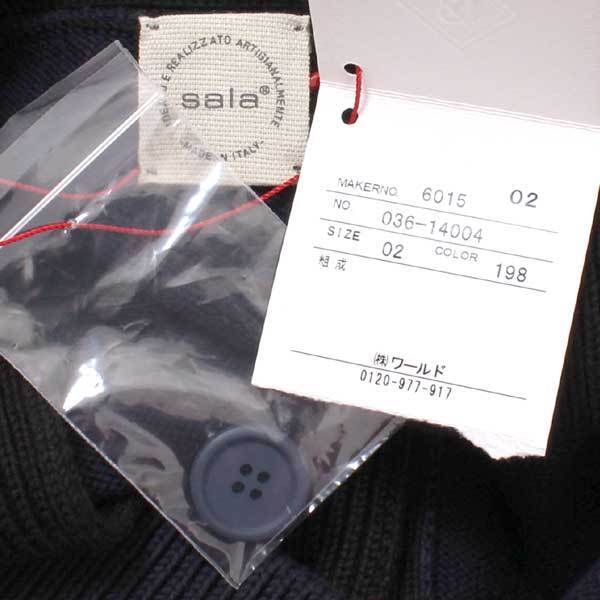 E REALIZZATO ARTIGIANALMENTE
sala®
-MADE IN ITALY-
MAKERNO. 6015 02
NO. 036-14004
SIZE 02 COLOR 198
組成
㈱ワールド
0120-977-917